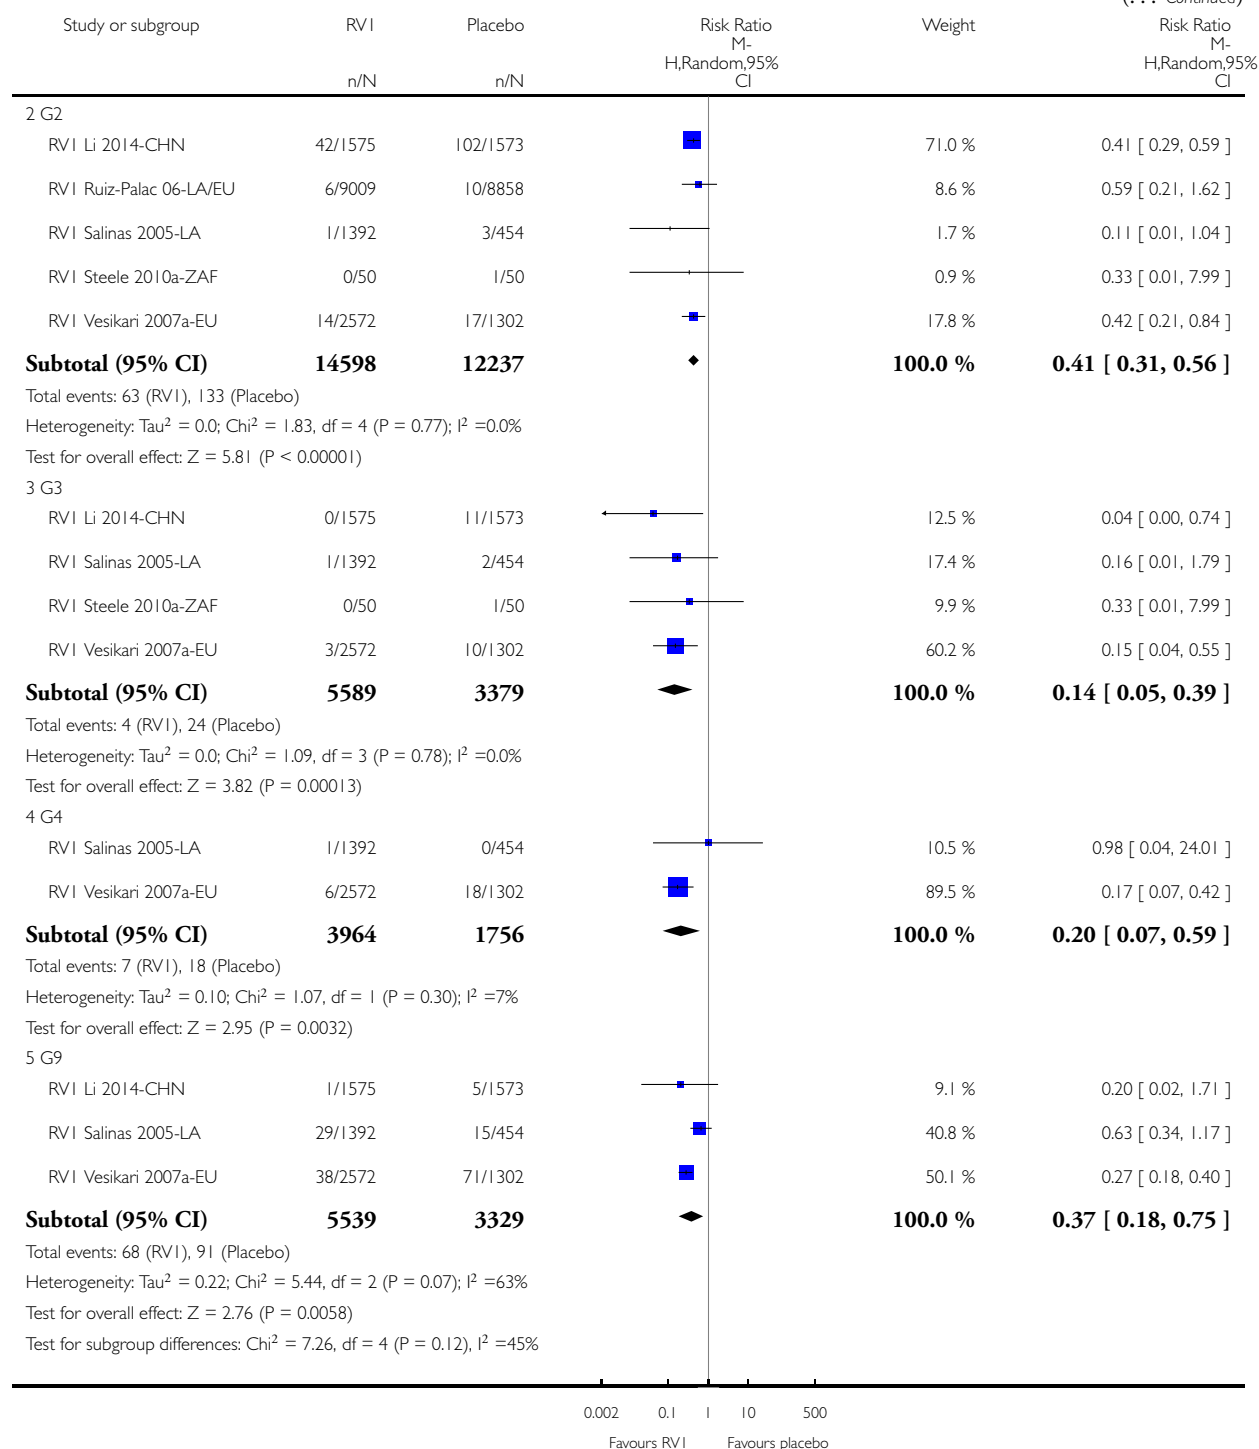 (. . . Continued)
Study or subgroup RV1 Placebo Risk Ratio Weight Risk Ratio
M- M-
H,Random,95% H,Random,95%
n/N n/N CI CI
2 G2
RV1 Li 2014-CHN 42/1575 102/1573 71.0 % 0.41 [ 0.29, 0.59 ]
RV1 Ruiz-Palac 06-LA/EU 6/9009 10/8858 8.6 % 0.59 [ 0.21, 1.62 ]
RV1 Salinas 2005-LA 1/1392 3/454 1.7 % 0.11 [ 0.01, 1.04 ]
RV1 Steele 2010a-ZAF 0/50 1/50 0.9 % 0.33 [ 0.01, 7.99 ]
RV1 Vesikari 2007a-EU 14/2572 17/1302 17.8 % 0.42 [ 0.21, 0.84 ]
Subtotal (95% CI) 14598 12237 100.0 % 0.41 [ 0.31, 0.56 ]
Total events: 63 (RV1), 133 (Placebo)
Heterogeneity: Tau² = 0.0; Chi² = 1.83, df = 4 (P = 0.77); I² =0.0%
Test for overall effect: Z = 5.81 (P < 0.00001)
3 G3
RV1 Li 2014-CHN 0/1575 11/1573 12.5 % 0.04 [ 0.00, 0.74 ]
RV1 Salinas 2005-LA 1/1392 2/454 17.4 % 0.16 [ 0.01, 1.79 ]
RV1 Steele 2010a-ZAF 0/50 1/50 9.9 % 0.33 [ 0.01, 7.99 ]
RV1 Vesikari 2007a-EU 3/2572 10/1302 60.2 % 0.15 [ 0.04, 0.55 ]
Subtotal (95% CI) 5589 3379 100.0 % 0.14 [ 0.05, 0.39 ]
Total events: 4 (RV1), 24 (Placebo)
Heterogeneity: Tau² = 0.0; Chi² = 1.09, df = 3 (P = 0.78); I² =0.0%
Test for overall effect: Z = 3.82 (P = 0.00013)
4 G4
RV1 Salinas 2005-LA 1/1392 0/454 10.5 % 0.98 [ 0.04, 24.01 ]
RV1 Vesikari 2007a-EU 6/2572 18/1302 89.5 % 0.17 [ 0.07, 0.42 ]
Subtotal (95% CI) 3964 1756 100.0 % 0.20 [ 0.07, 0.59 ]
Total events: 7 (RV1), 18 (Placebo)
Heterogeneity: Tau² = 0.10; Chi² = 1.07, df = 1 (P = 0.30); I² =7%
Test for overall effect: Z = 2.95 (P = 0.0032)
5 G9
RV1 Li 2014-CHN 1/1575 5/1573 9.1 % 0.20 [ 0.02, 1.71 ]
RV1 Salinas 2005-LA 29/1392 15/454 40.8 % 0.63 [ 0.34, 1.17 ]
RV1 Vesikari 2007a-EU 38/2572 71/1302 50.1 % 0.27 [ 0.18, 0.40 ]
Subtotal (95% CI) 5539 3329 100.0 % 0.37 [ 0.18, 0.75 ]
Total events: 68 (RV1), 91 (Placebo)
Heterogeneity: Tau² = 0.22; Chi² = 5.44, df = 2 (P = 0.07); I² =63%
Test for overall effect: Z = 2.76 (P = 0.0058)
Test for subgroup differences: Chi² = 7.26, df = 4 (P = 0.12), I² =45%
0.002 0.1 1 10 500
Favours RV1 Favours placebo